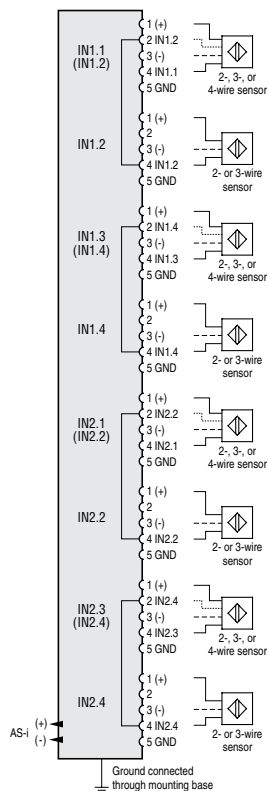 IN1.1
(IN1.2)
1 (+)
2 IN1.2
3 (-)
4 IN1.1
5 GND
2-, 3-, or
4-wire sensor
IN1.2
1 (+)
2
3 (-)
4 IN1.2
5 GND
2- or 3-wire
sensor
IN1.3
(IN1.4)
1 (+)
2 IN1.4
3 (-)
4 IN1.3
5 GND
2-, 3-, or
4-wire sensor
IN1.4
1 (+)
2
3 (-)
4 IN1.4
5 GND
2- or 3-wire
sensor
IN2.1
(IN2.2)
1 (+)
2 IN2.2
3 (-)
4 IN2.1
5 GND
2-, 3-, or
4-wire sensor
IN2.2
1 (+)
2
3 (-)
4 IN2.2
5 GND
2- or 3-wire
sensor
IN2.3
(IN2.4)
1 (+)
2 IN2.4
3 (-)
4 IN2.3
5 GND
2-, 3-, or
4-wire sensor
IN2.4
1 (+)
2
3 (-)
4 IN2.4
5 GND
2- or 3-wire
sensor
AS-i
(+)
(-)
Ground connected
through mounting base